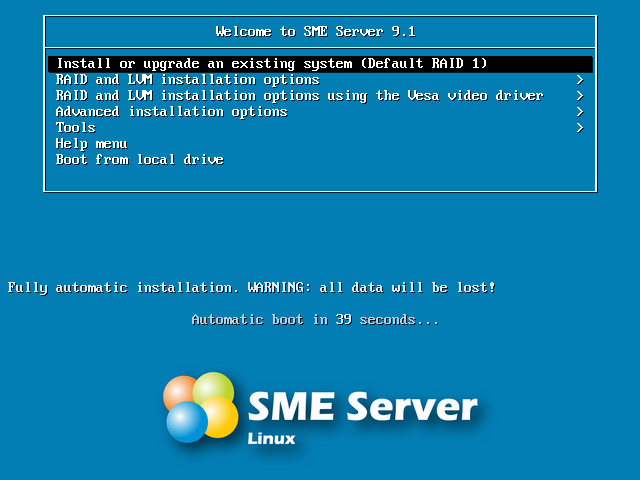 Welcome to SME Server 9.1
Install or upgrade an existing system (Default RAID 1)
RAID and LVM installation options >
RAID and LVM installation options using the Vesa video driver >
Advanced installation options >
Tools >
Help menu
Boot from local drive
Fully automatic installation. WARNING: all data will be lost!
Automatic boot in 39 seconds...
SME Server
Linux